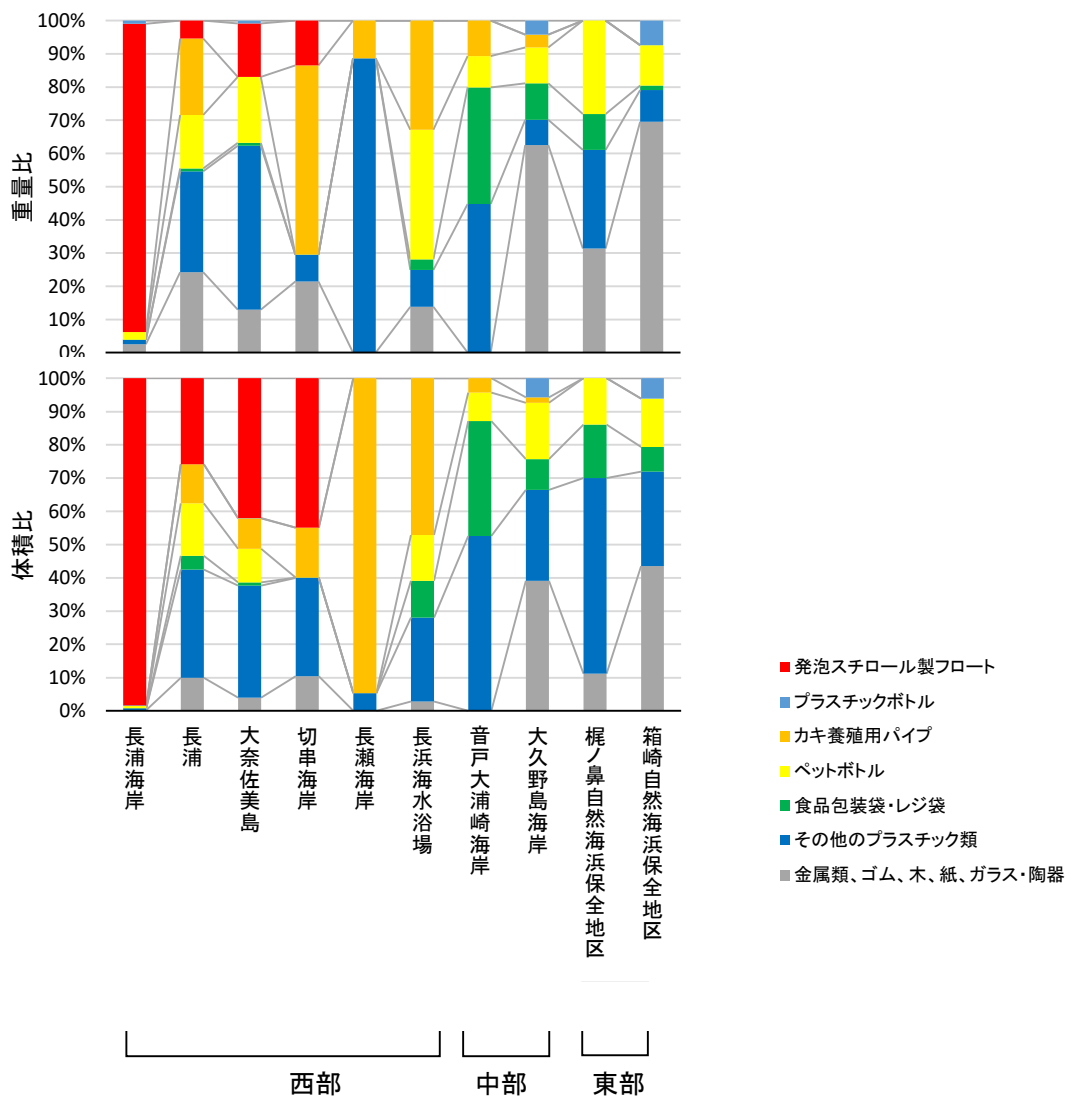 100%
90%
80%
70%
60%
50%
40%
30%
20%
10%
0%
重量比
100%
90%
80%
70%
60%
50%
40%
30%
20%
10%
0%
体積比
長浦海岸
長浦
大奈佐美島
切串海岸
長瀬海岸
長浜海水浴場
音戸大浦崎海岸
大久野島海岸
梶ノ鼻自然海浜保全地区
箱崎自然海浜保全地区
発泡スチロール製フロート
プラスチックボトル
カキ養殖用パイプ
ペットボトル
食品包装袋・レジ袋
その他のプラスチック類
金属類、ゴム、木、紙、ガラス・陶器
西部
中部
東部